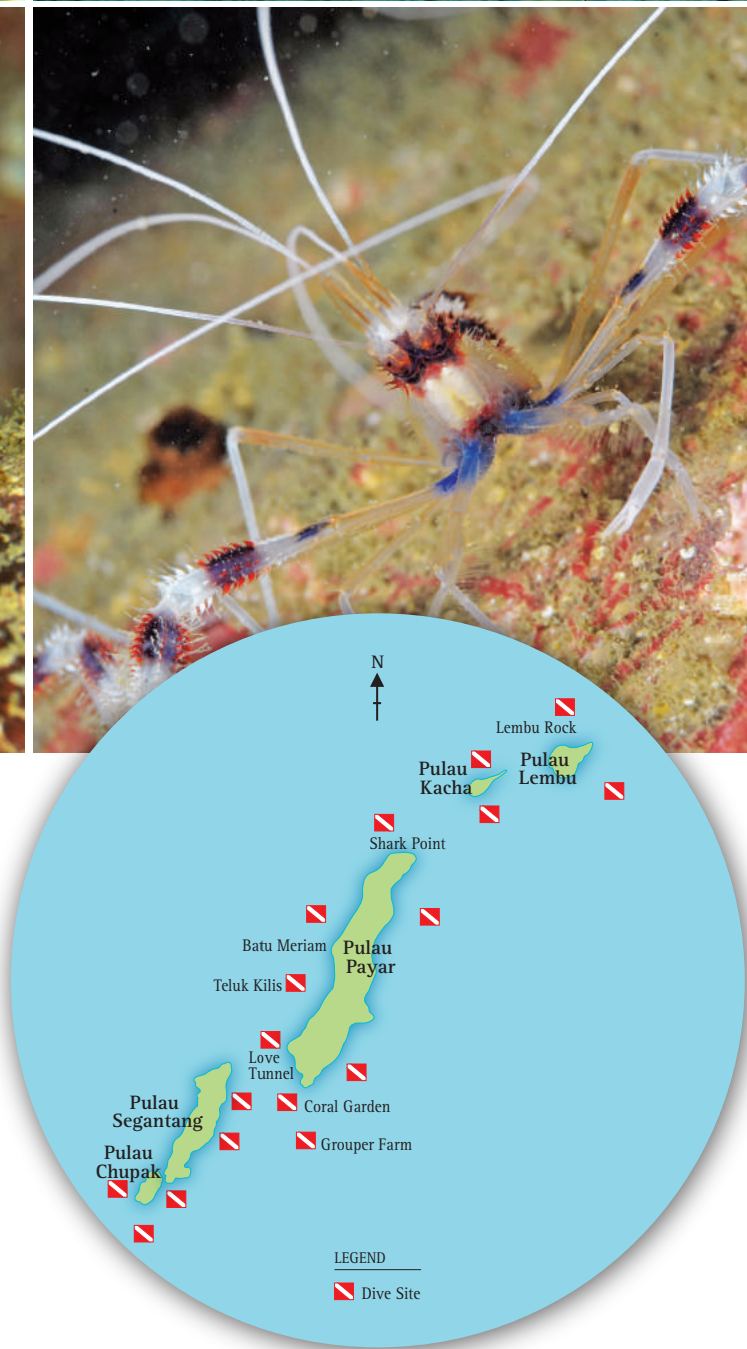 N
Lembu Rock
Pulau
Lembu
Pulau
Kacha
Shark Point
Batu Meriam
Pulau
Payar
Teluk Kilis
Love
Tunnel
Coral Garden
Pulau
Segantang
Grouper Farm
Pulau
Chupak
LEGEND
Dive Site